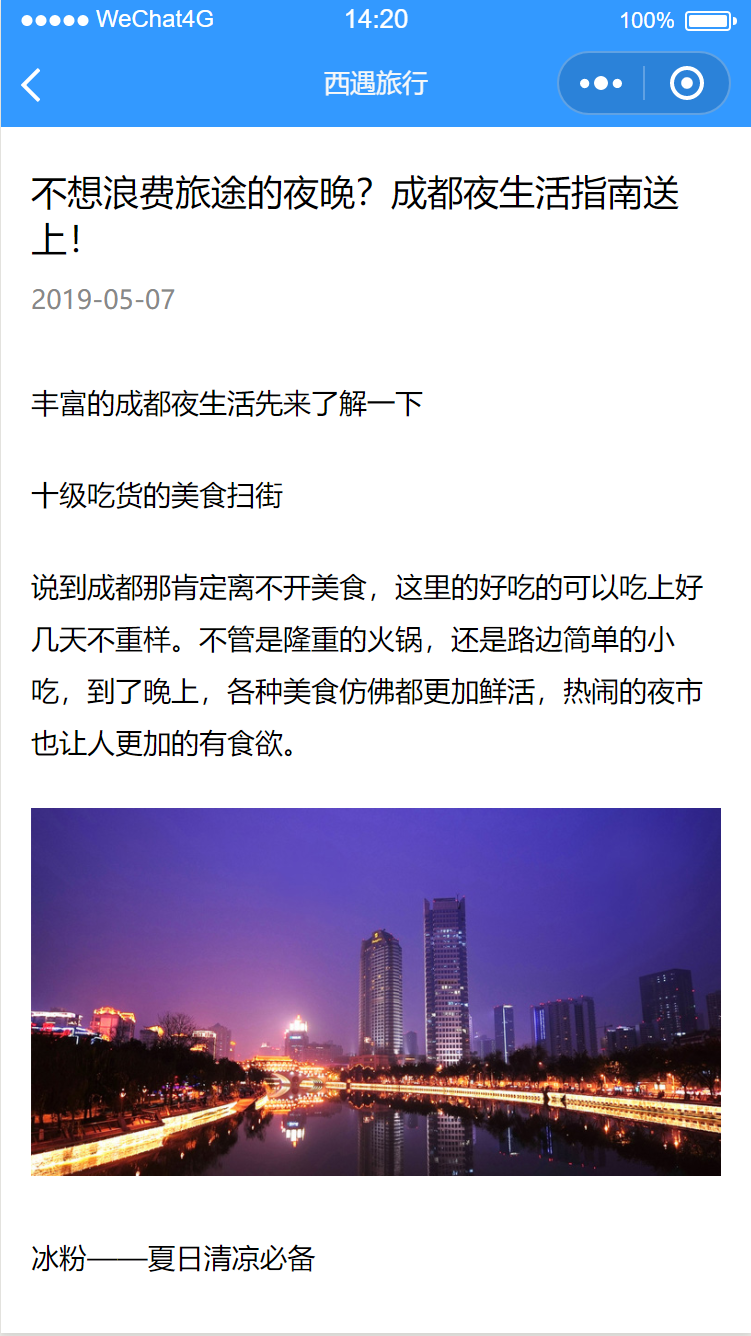 WeChat4G 14:20 100%
西遇旅行
不想浪费旅途的夜晚？成都夜生活指南送
上！
2019-05-07
丰富的成都夜生活先来了解一下
十级吃货的美食扫街
说到成都那肯定离不开美食，这里的好吃的可以吃上好
几天不重样。不管是隆重的火锅，还是路边简单的小
吃，到了晚上，各种美食仿佛都更加鲜活，热闹的夜市
也让人更加的有食欲。
冰粉——夏日清凉必备